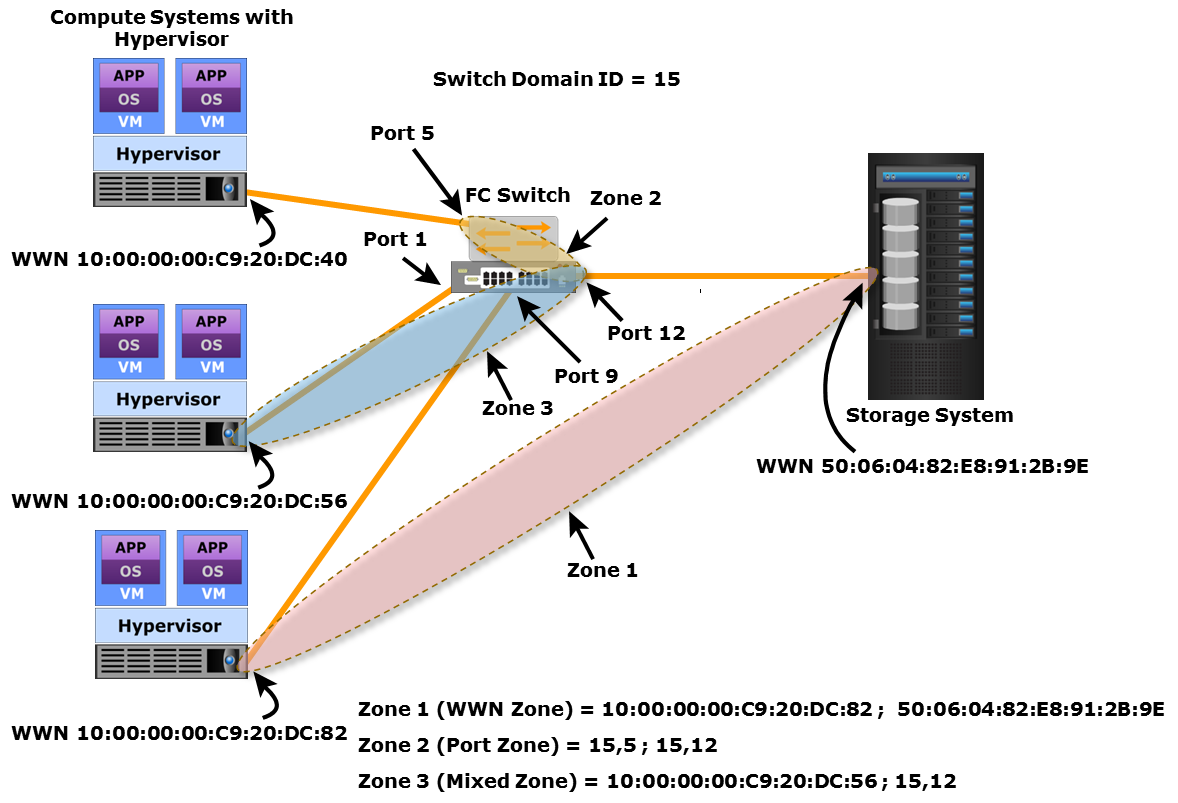 Compute Systems with
Hypervisor
APP APP
OS OS
VM VM
Hypervisor
WWN 10:00:00:00:C9:20:DC:40
Switch Domain ID = 15
Port 5
FC Switch
Zone 2
Port 1
Port 12
Port 9
Zone 3
APP APP
OS OS
VM VM
Hypervisor
WWN 10:00:00:00:C9:20:DC:56
Storage System
WWN 50:06:04:82:E8:91:2B:9E
Zone 1
APP APP
OS OS
VM VM
Hypervisor
WWN 10:00:00:00:C9:20:DC:82
Zone 1 (WWN Zone) = 10:00:00:00:C9:20:DC:82 ; 50:06:04:82:E8:91:2B:9E
Zone 2 (Port Zone) = 15,5 ; 15,12
Zone 3 (Mixed Zone) = 10:00:00:00:C9:20:DC:56 ; 15,12